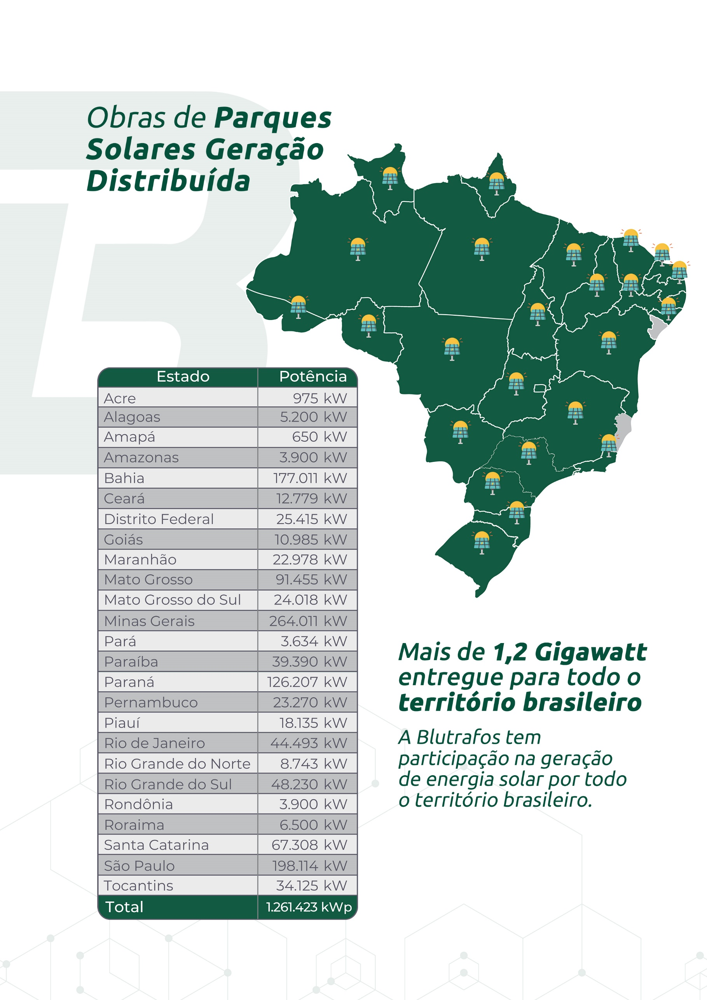 Obras de Parques
Solares Geração
Distribuída
Estado Potência
Acre 975 kW
Alagoas 5.200 kW
Amapá 650 kW
Amazonas 3.900 kW
Bahia 177.011 kW
Ceará 12.779 kW
Distrito Federal 25.415 kW
Goiás 10.985 kW
Maranhão 22.978 kW
Mato Grosso 91.455 kW
Mato Grosso do Sul 24.018 kW
Minas Gerais 264.011 kW
Pará 3.634 kW
Paraíba 39.390 kW
Paraná 126.207 kW
Pernambuco 23.270 kW
Piauí 18.135 kW
Rio de Janeiro 44.493 kW
Rio Grande do Norte 8.743 kW
Rio Grande do Sul 48.230 kW
Rondônia 3.900 kW
Roraima 6.500 kW
Santa Catarina 67.308 kW
São Paulo 198.114 kW
Tocantins 34.125 kW
Total 1.261.423 kWp
Mais de 1,2 Gigawatt
entregue para todo o
território brasileiro
A Blutrafos tem
participação na geração
de energia solar por todo
o território brasileiro.